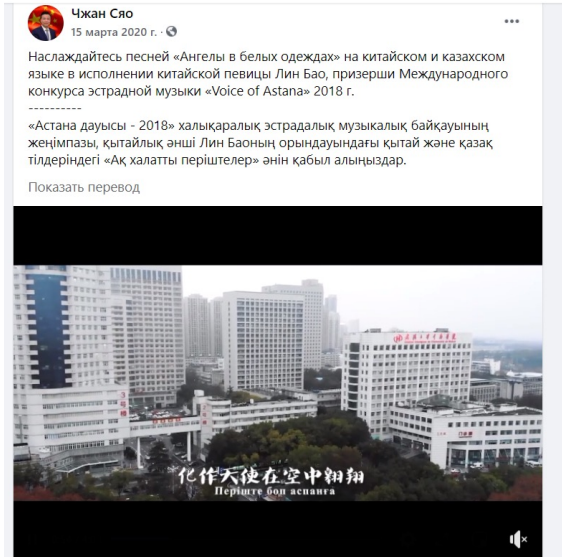 Чжан Сяо
15 марта 2020 г. ·
Наслаждайтесь песней «Ангелы в белых одеждах» на китайском и казахском
языке в исполнении китайской певицы Лин Бао, призерши Международного
конкурса эстрадной музыки «Voice of Astana» 2018 г.
----------
«Астана дауысы - 2018» халықаралық эстрадалық музыкалық байқауының
жеңімпазы, қытайлық әнші Лин Баоның орындауындағы қытай және қазақ
тілдеріндегі «Ақ халатты періштелер» әнін қабыл алыңыздар.
Показать перевод
3号楼
化作天使在空中翱翔
Періште боп аспанға